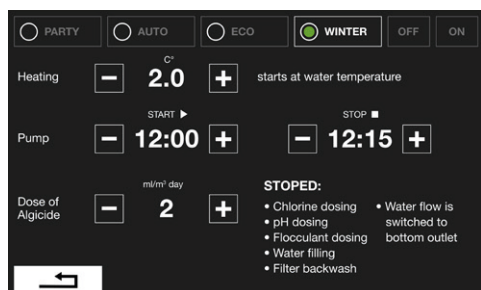 PARTY AUTO ECO WINTER OFF ON
C°
Heating − 2.0 + starts at water temperature
START ▶ STOP ■
Pump − 12:00 + − 12:15 +
ml/m³ day
Dose of
Algicide − 2 +
STOPED:
• Chlorine dosing
• pH dosing
• Flocculant dosing
• Water filling
• Filter backwash
• Water flow is
switched to
bottom outlet